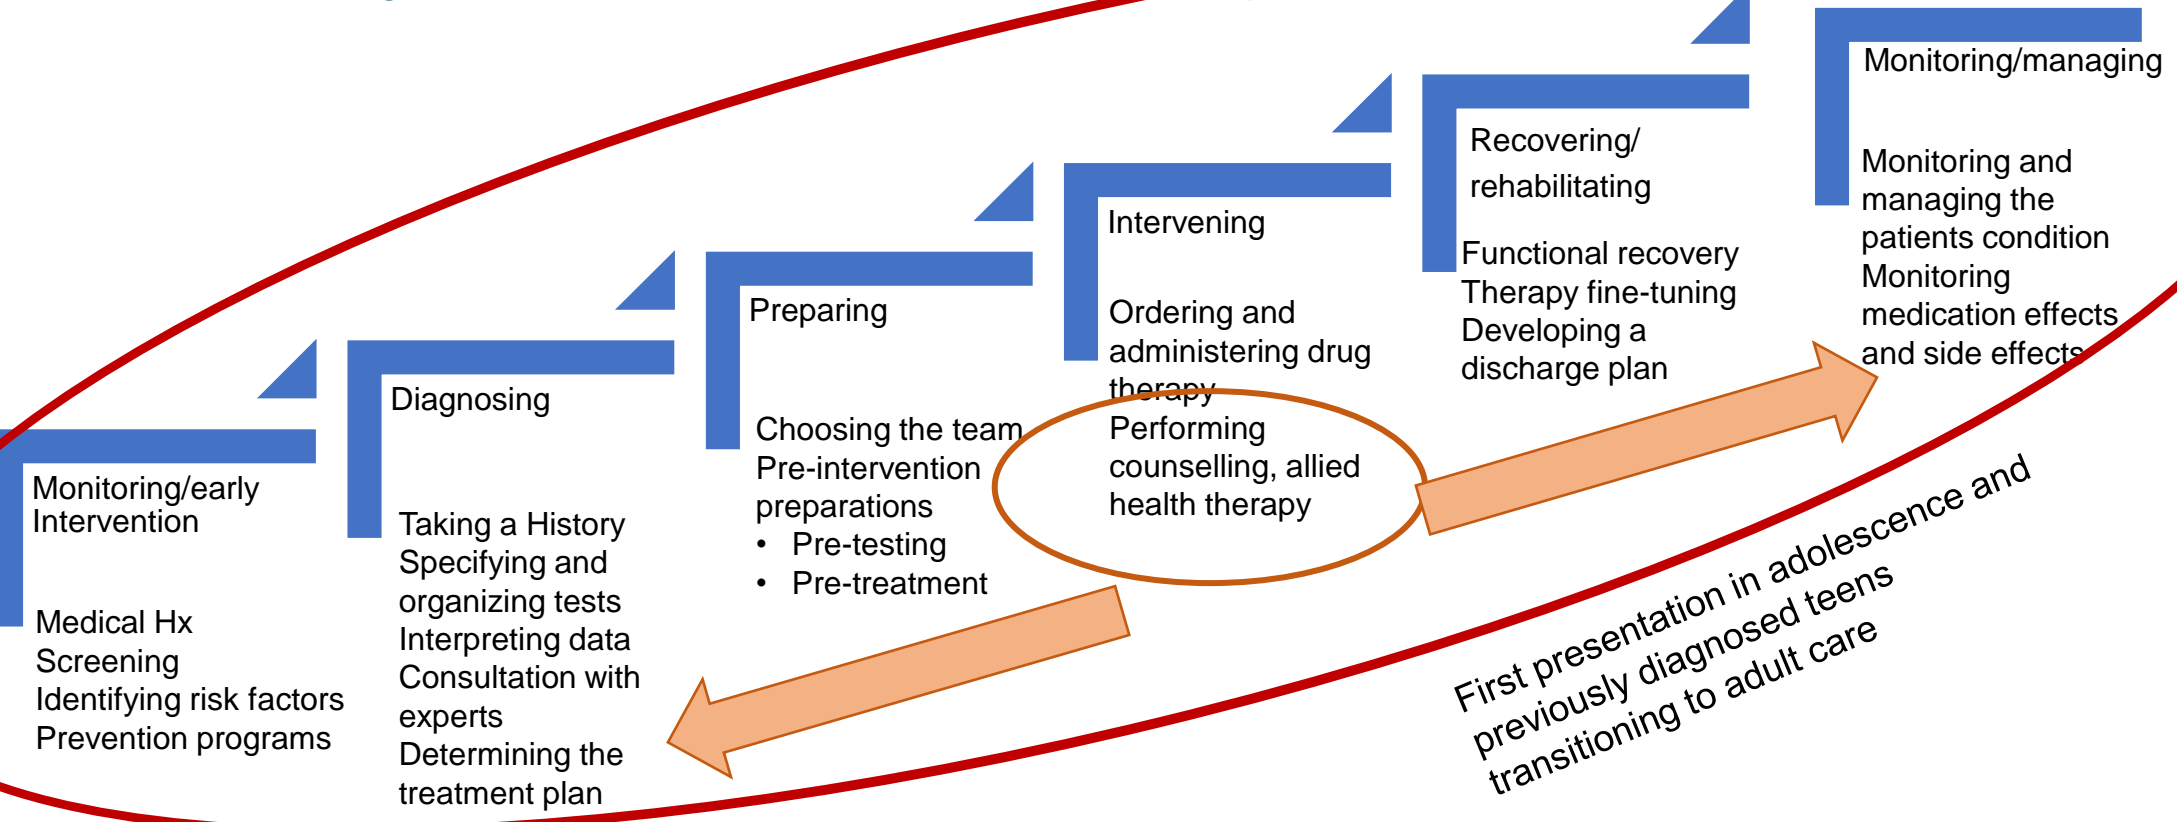 Monitoring/early
Intervention
Medical Hx
Screening
Identifying risk factors
Prevention programs
Diagnosing
Taking a History
Specifying and
organizing tests
Interpreting data
Consultation with
experts
Determining the
treatment plan
Preparing
Choosing the team
Pre-intervention
preparations
• Pre-testing
• Pre-treatment
Intervening
Ordering and
administering drug
therapy
Performing
counselling, allied
health therapy
Recovering/
rehabilitating
Functional recovery
Therapy fine-tuning
Developing a
discharge plan
Monitoring/managing
Monitoring and
managing the
patients condition
Monitoring
medication effects
and side effects
First presentation in adolescence and
previously diagnosed teens
transitioning to adult care